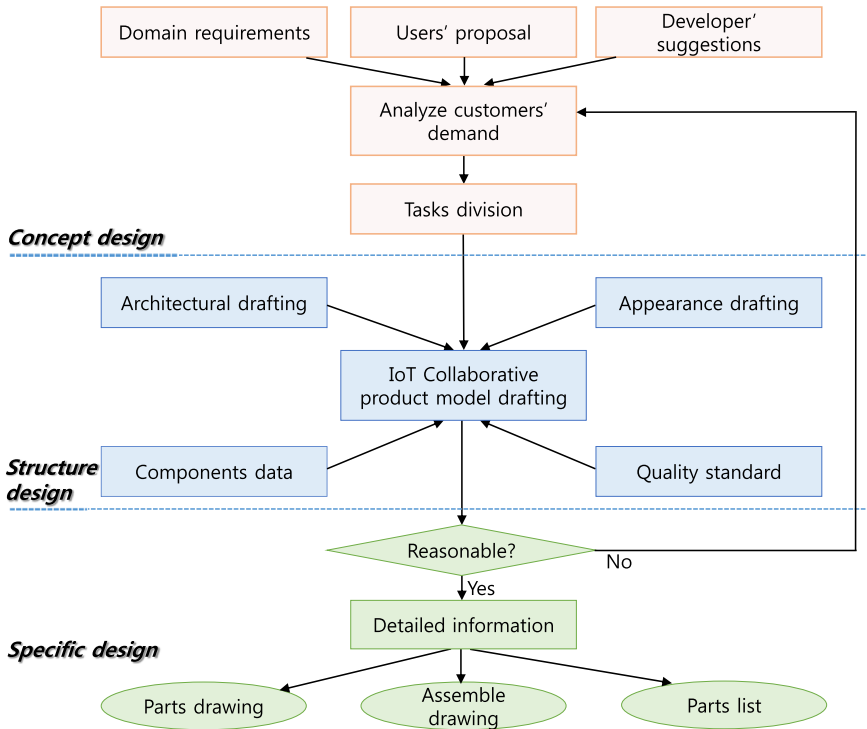 Domain requirements
Users’ proposal
Developer’
suggestions
Analyze customers’
demand
Tasks division
Concept design
Architectural drafting
Appearance drafting
IoT Collaborative
product model drafting
Structure
design
Components data
Quality standard
Reasonable?
No
Yes
Detailed information
Specific design
Parts drawing
Assemble
drawing
Parts list